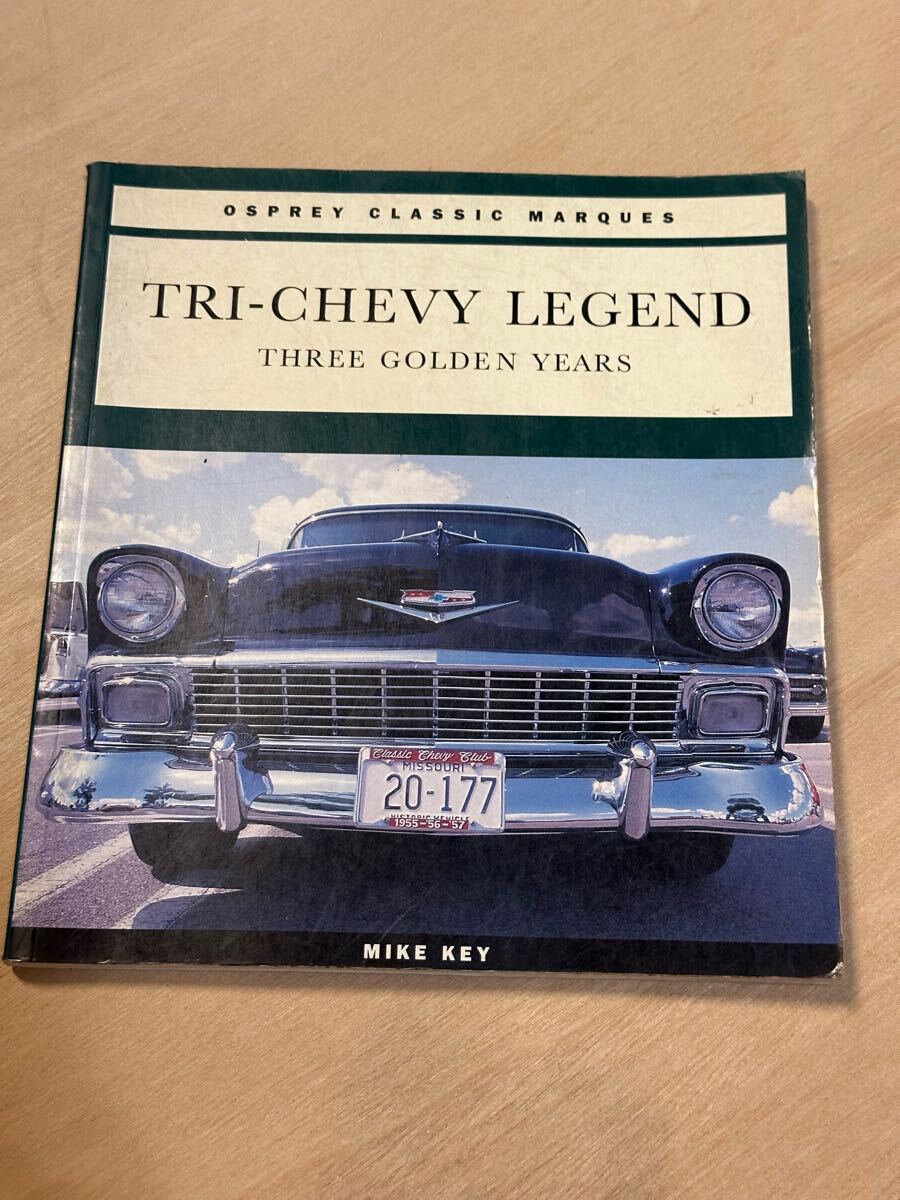 OSPREY CLASSIC MARQUES
TRI-CHEVY LEGEND
THREE GOLDEN YEARS
Classic Chevy Club
MISSOURI
20-177
HISTORIC VEHICLE
1955-56-57
MIKE KEY